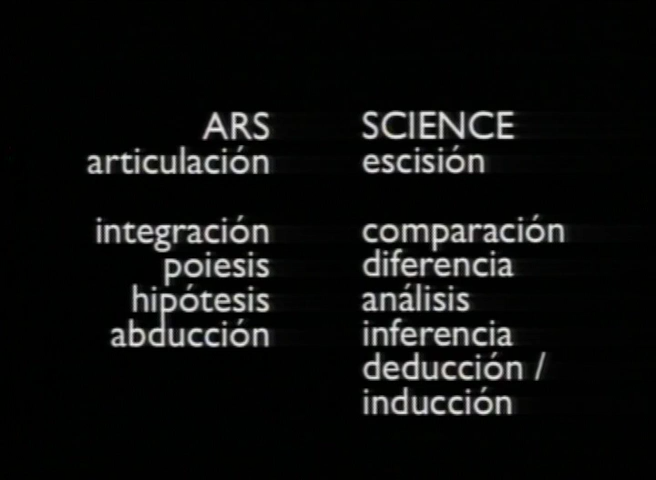 ARS SCIENCE
articulación escisión
integración comparación
poiesis diferencia
hipótesis análisis
abducción inferencia
deducción /
inducción